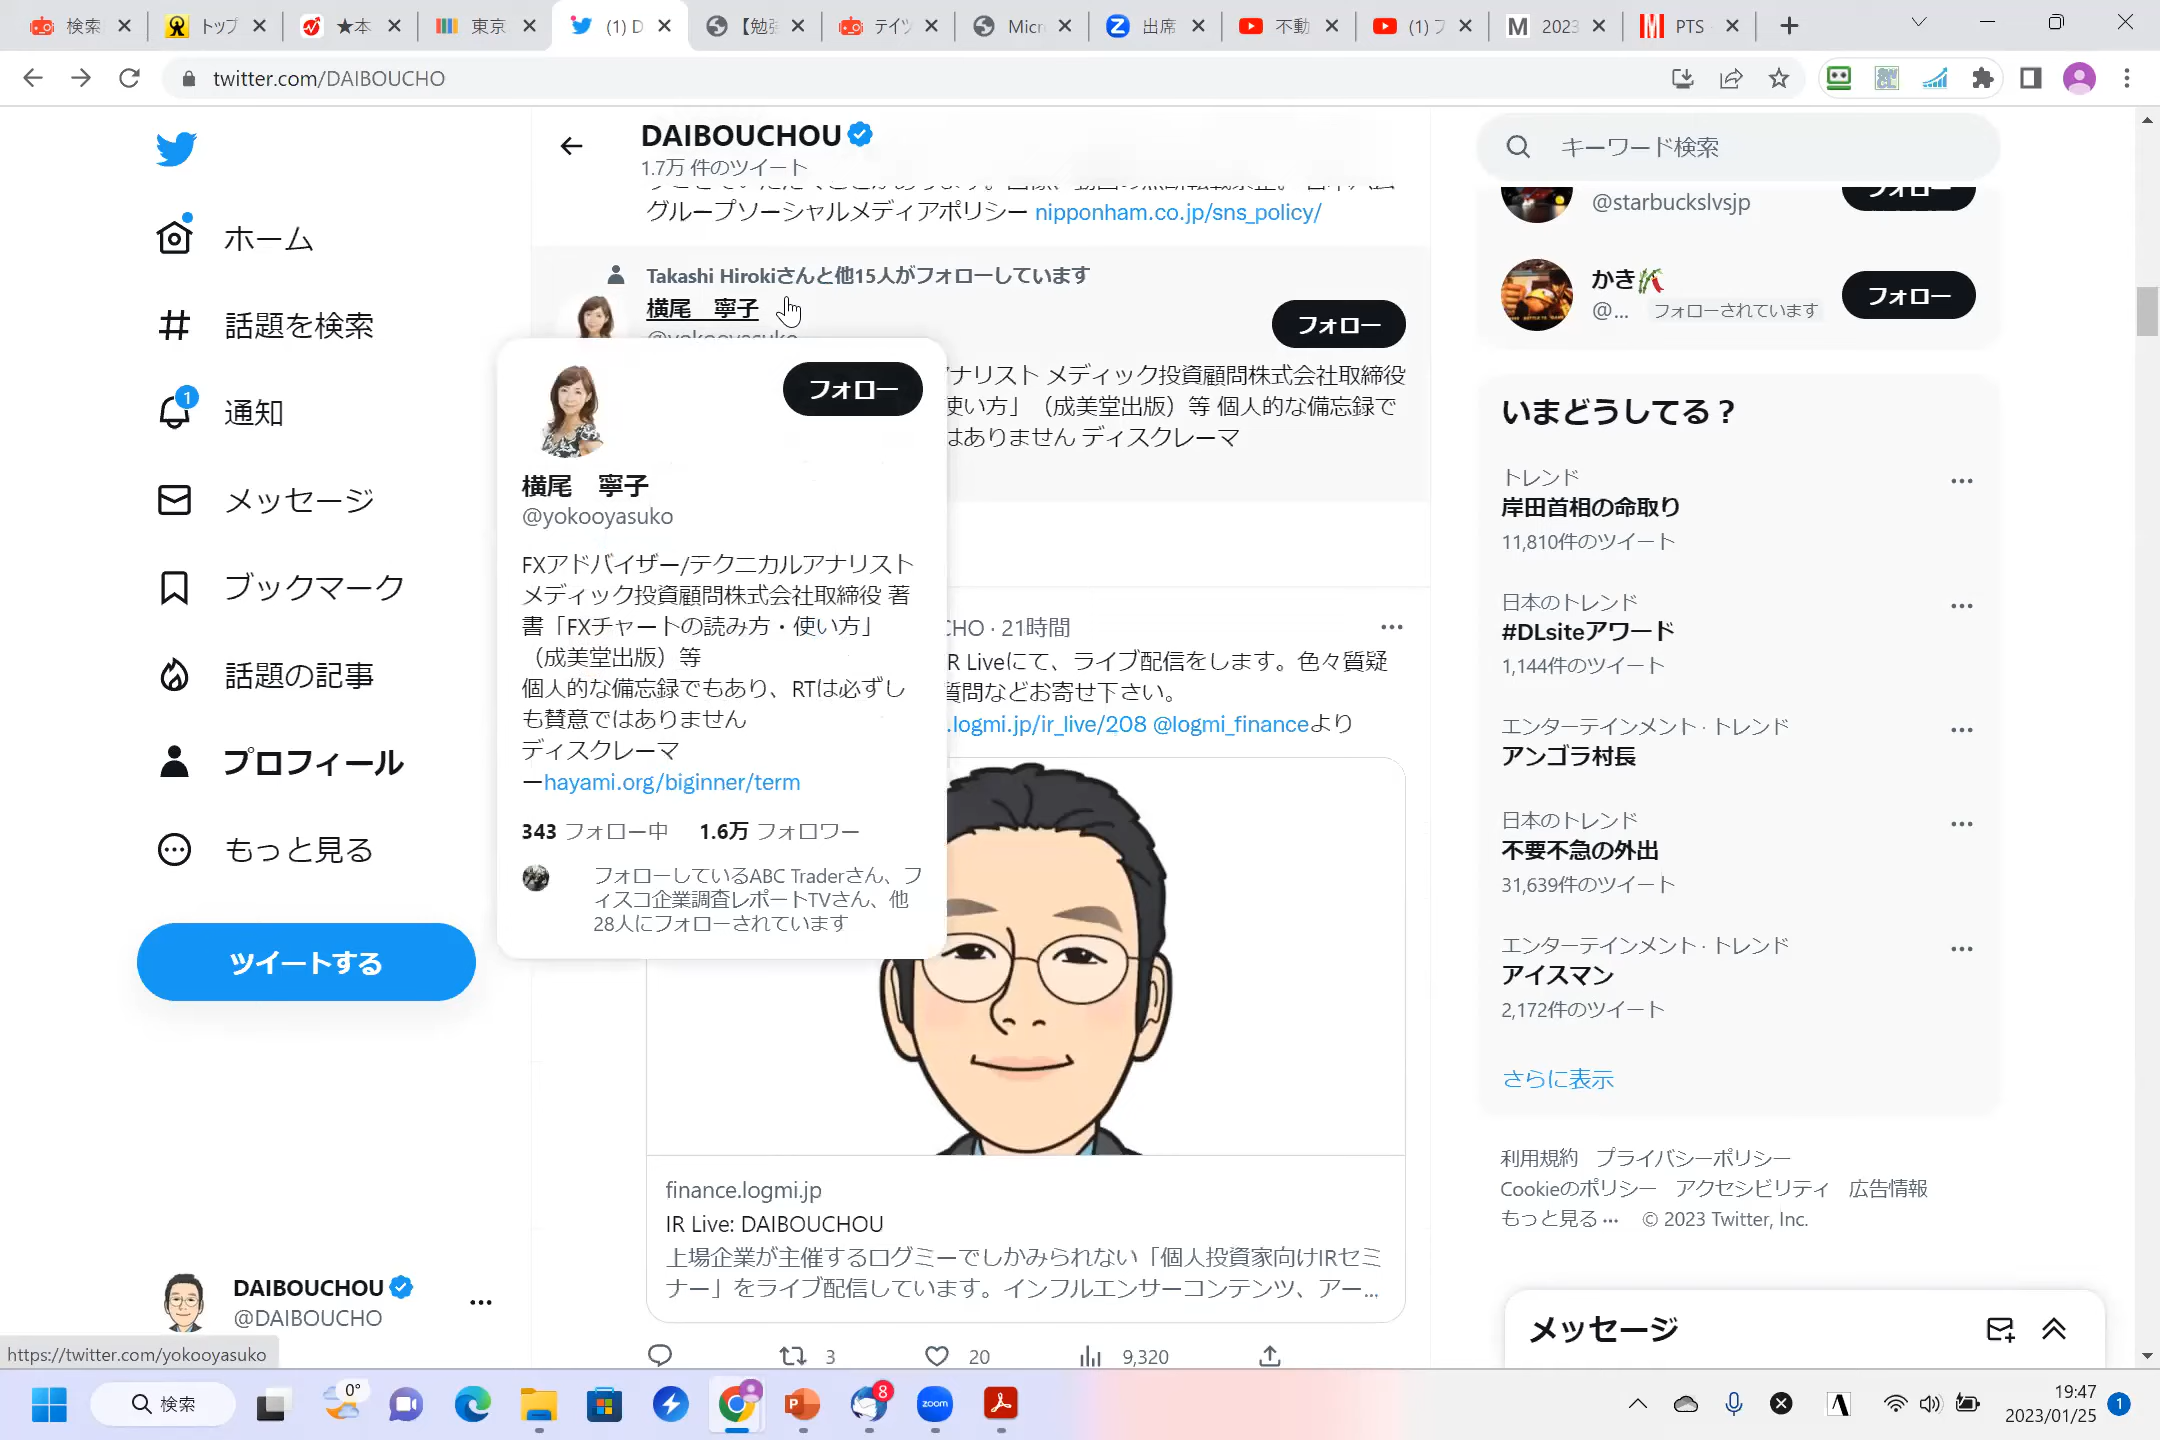 検索
トップ
★本
東京
(1) D
テイ
Micr
出席
不動
(1) フ
2023
PTS
twitter.com/DAIBOUCHO
ホーム
話題を検索
1
通知
メッセージ
ブックマーク
話題の記事
プロフィール
もっと見る
ツイートする
DAIBOUCHOU
@DAIBOUCHO
https://twitter.com/yokooyasuko
DAIBOUCHOU
1.7万 件のツイート
グループソーシャルメディアポリシー nipponham.co.jp/sns_policy/
Takashi Hirokiさんと他15人がフォローしています
横尾　寧子
@yokooyasuko
フォロー
ナリスト メディック投資顧問株式会社取締役
使い方」（成美堂出版）等 個人的な備忘録で
はありません ディスクレーマ
フォロー
横尾　寧子
@yokooyasuko
FXアドバイザー/テクニカルアナリスト
メディック投資顧問株式会社取締役 著
書「FXチャートの読み方・使い方」
（成美堂出版）等
個人的な備忘録でもあり、RTは必ずし
も賛意ではありません
ディスクレーマ
ーhayami.org/biginner/term
343 フォロー中 1.6万 フォロワー
フォローしているABC Traderさん、フ
ィスコ企業調査レポートTVさん、他
28人にフォローされています
CHO · 21時間
R Liveにて、ライブ配信をします。色々質疑
質問などお寄せ下さい。
.logmi.jp/ir_live/208 @logmi_financeより
finance.logmi.jp
IR Live: DAIBOUCHOU
上場企業が主催するログミーでしかみられない「個人投資家向けIRセミ
ナー」をライブ配信しています。インフルエンサーコンテンツ、アー...
3
20
9,320
キーワード検索
@starbuckslvsjp
フォロー
かき
@... フォローされています
フォロー
いまどうしてる？
トレンド
岸田首相の命取り
11,810件のツイート
日本のトレンド
#DLsiteアワード
1,144件のツイート
エンターテインメント · トレンド
アンゴラ村長
日本のトレンド
不要不急の外出
31,639件のツイート
エンターテインメント · トレンド
アイスマン
2,172件のツイート
さらに表示
利用規約 プライバシーポリシー
Cookieのポリシー アクセシビリティ 広告情報
もっと見る ··· © 2023 Twitter, Inc.
メッセージ
検索
0°
8
zoom
19:47
2023/01/25
1